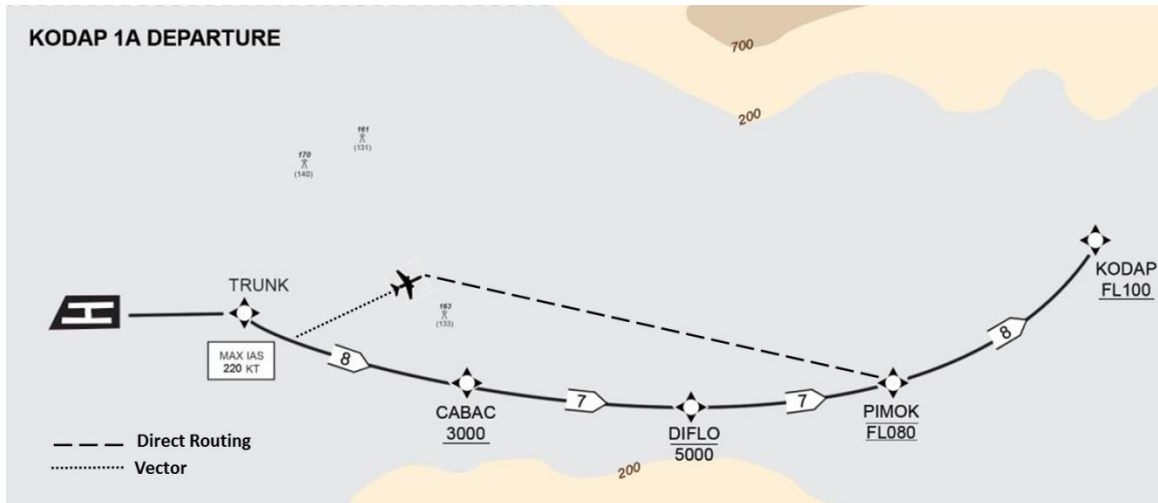 KODAP 1A DEPARTURE
700
200
161
(131)
170
(140)
TRUNK
MAX IAS
220 KT
163
(133)
8
CABAC
3000
7
DIFLO
5000
7
PIMOK
FL080
8
KODAP
FL100
Direct Routing
Vector
200